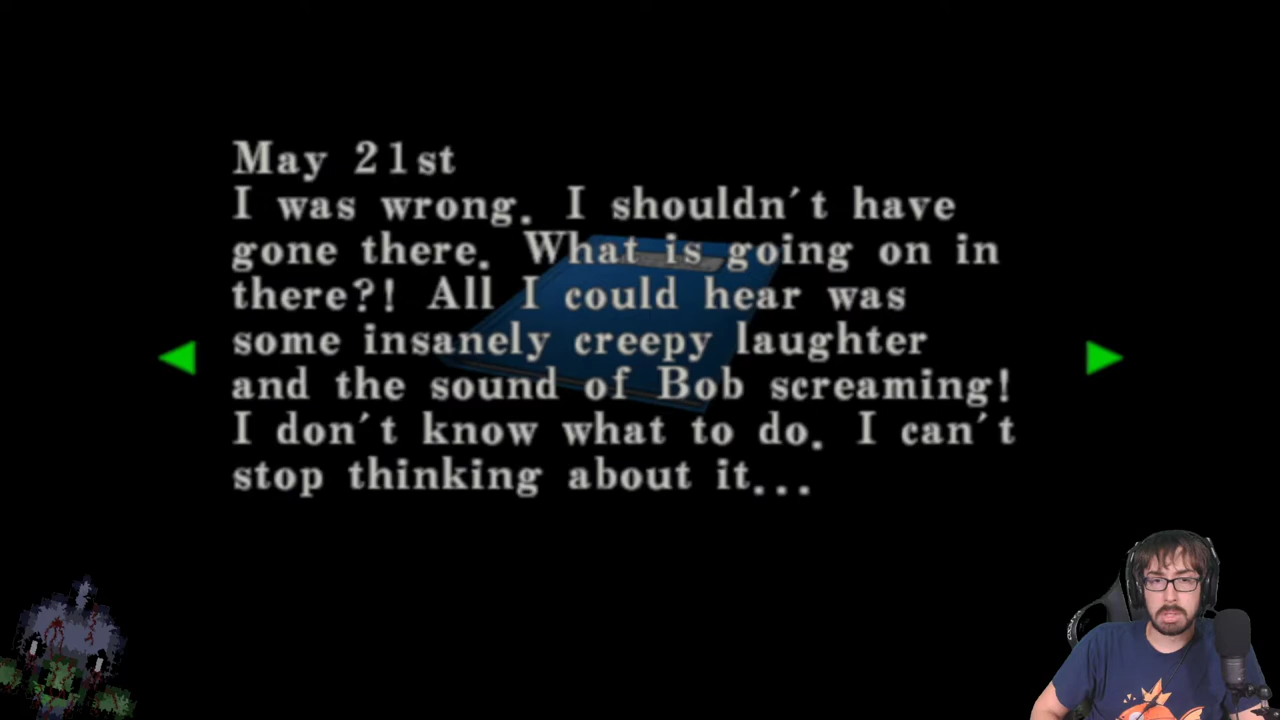 May 21st
I was wrong. I shouldn't have
gone there. What is going on in
there?! All I could hear was
some insanely creepy laughter
and the sound of Bob screaming!
I don't know what to do. I can't
stop thinking about it...